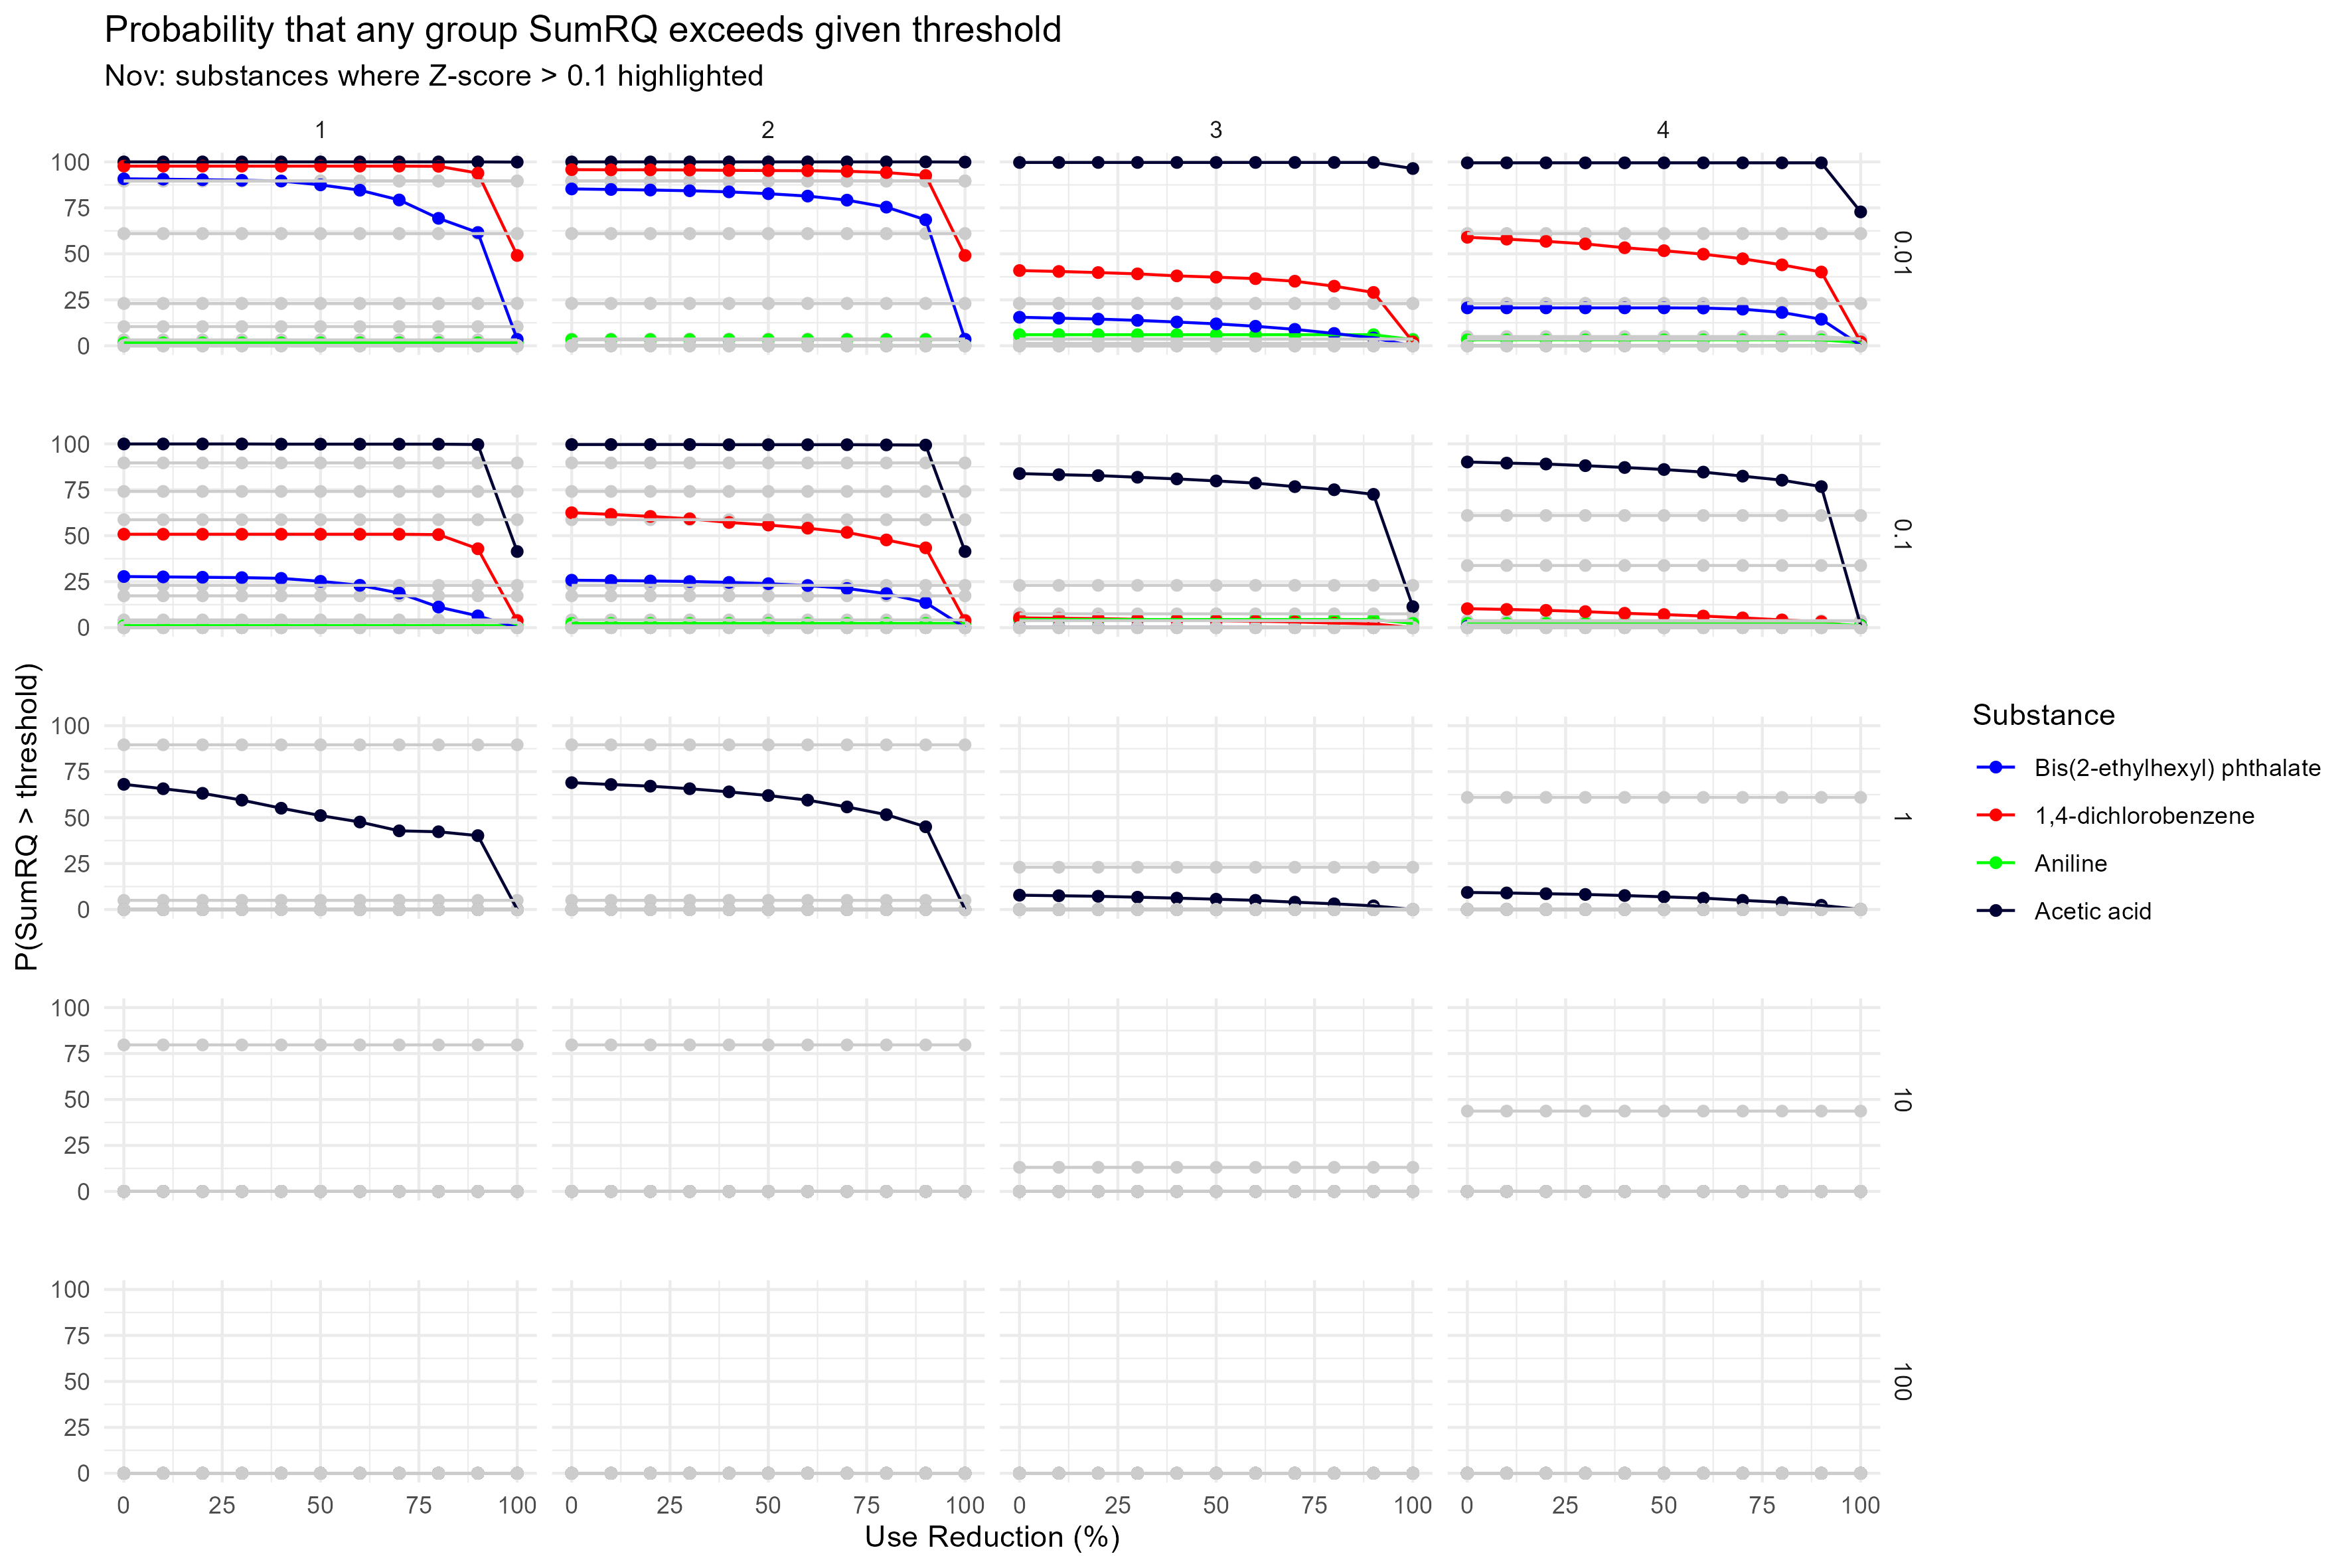 Probability that any group SumRQ exceeds given threshold
Nov: substances where Z-score > 0.1 highlighted
1 2 3 4
100
75
50
25
0
0.01
100
75
50
25
0
0.1
100
75
50
25
0
1
100
75
50
25
0
10
100
75
50
25
0
100
0 25 50 75 100 0 25 50 75 100 0 25 50 75 100 0 25 50 75 100
Use Reduction (%)
P(SumRQ > threshold)
Substance
Bis(2-ethylhexyl) phthalate
1,4-dichlorobenzene
Aniline
Acetic acid